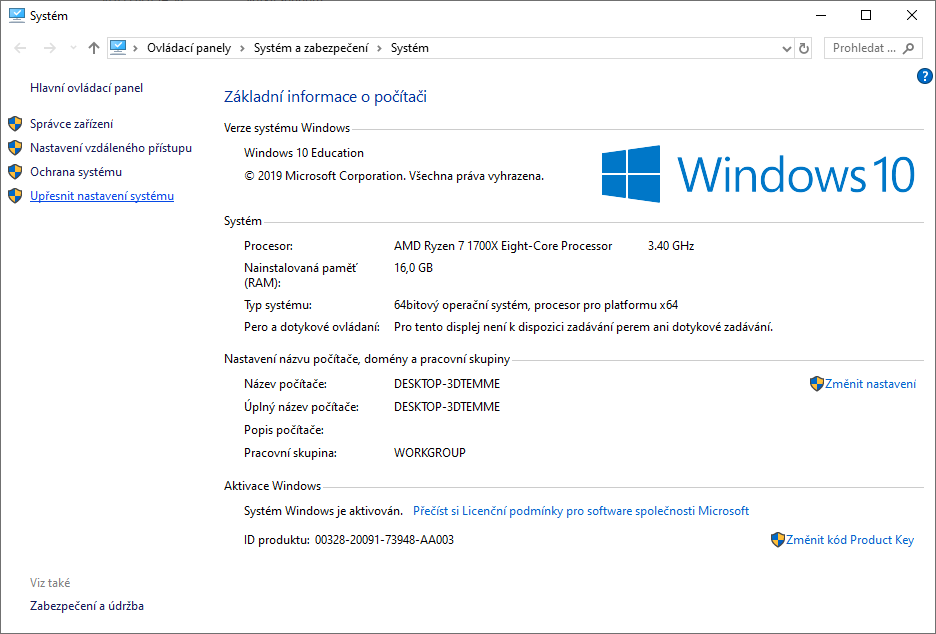 Systém
Ovládací panely > Systém a zabezpečení > Systém
Prohledat ...
?
Hlavní ovládací panel
Správce zařízení
Nastavení vzdáleného přístupu
Ochrana systému
Upřesnit nastavení systému
Základní informace o počítači
Verze systému Windows
Windows 10 Education
© 2019 Microsoft Corporation. Všechna práva vyhrazena.
Windows 10
Systém
Procesor: AMD Ryzen 7 1700X Eight-Core Processor 3.40 GHz
Nainstalovaná paměť 16,0 GB
(RAM):
Typ systému: 64bitový operační systém, procesor pro platformu x64
Pero a dotykové ovládání: Pro tento displej není k dispozici zadávání perem ani dotykové zadávání.
Nastavení názvu počítače, domény a pracovní skupiny
Název počítače: DESKTOP-3DTEMME Změnit nastavení
Úplný název počítače: DESKTOP-3DTEMME
Popis počítače:
Pracovní skupina: WORKGROUP
Aktivace Windows
Systém Windows je aktivován. Přečíst si Licenční podmínky pro software společnosti Microsoft
ID produktu: 00328-20091-73948-AA003 Změnit kód Product Key
Viz také
Zabezpečení a údržba